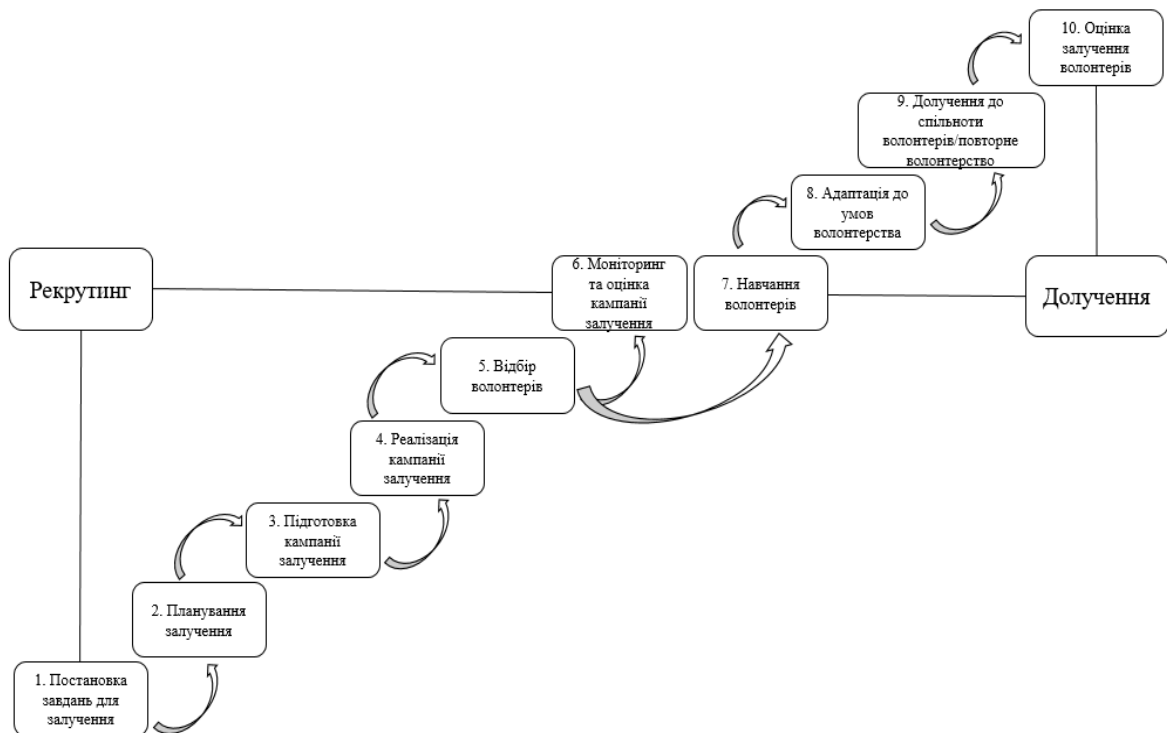 10. Оцінка
залучення
волонтерів
9. Долучення до
спільноти
волонтерів/повторне
волонтерство
8. Адаптація до
умов
волонтерства
Рекрутинг
6. Моніторинг
та оцінка
кампанії
залучення
7. Навчання
волонтерів
Долучення
5. Відбір
волонтерів
4. Реалізація
кампанії
залучення
3. Підготовка
кампанії
залучення
2. Планування
залучення
1. Постановка
завдань для
залучення